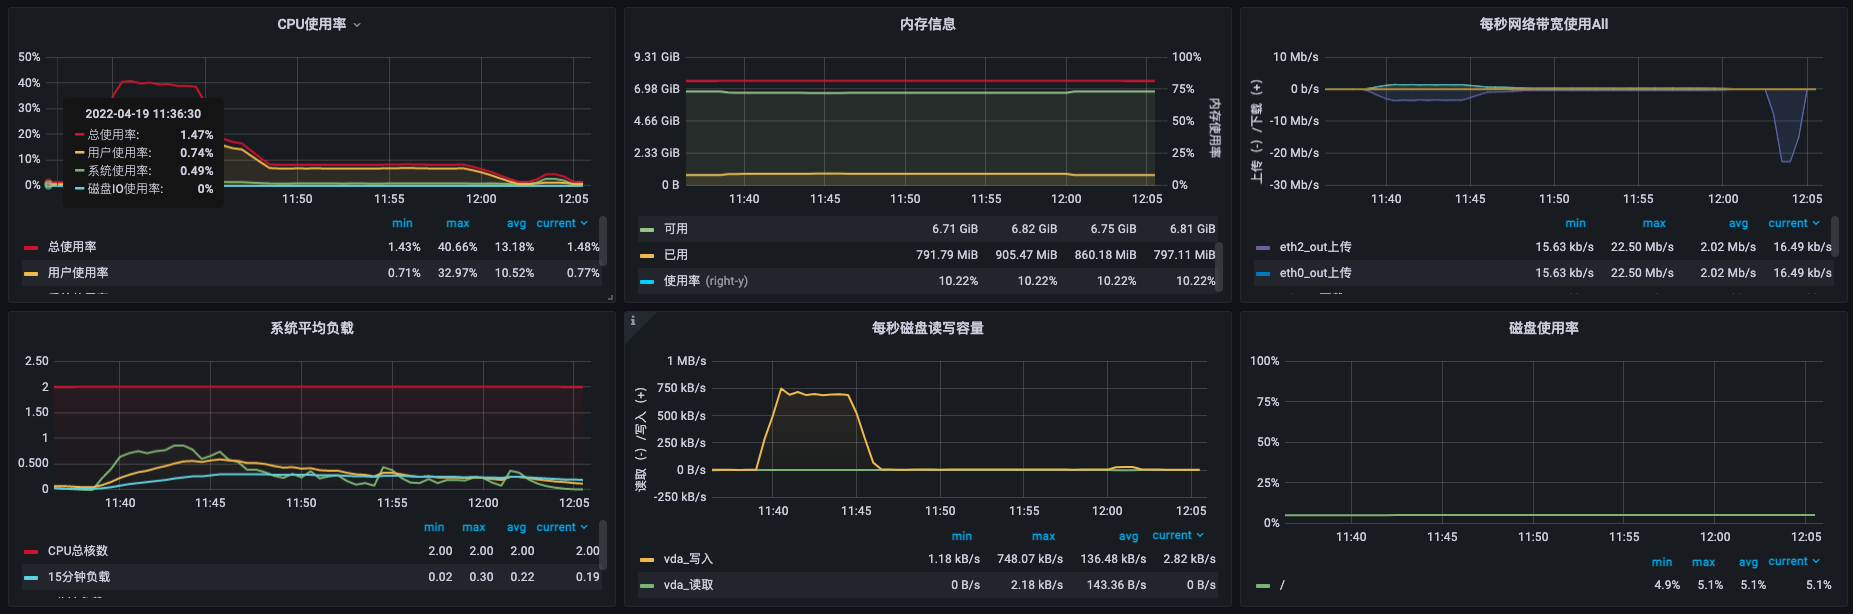 CPU使用率
50%
40%
30%
20%
10%
0%
2022-04-19 11:36:30
总使用率: 1.47%
用户使用率: 0.74%
系统使用率: 0.49%
磁盘IO使用率: 0%
11:50 11:55 12:00 12:05
min max avg current
总使用率 1.43% 40.66% 13.18% 1.48%
用户使用率 0.71% 32.97% 10.52% 0.77%
内存信息
9.31 GiB 100%
6.98 GiB 75%
4.66 GiB 50%
2.33 GiB 25%
0 B 0%
内存使用率
11:40 11:45 11:50 11:55 12:00 12:05
可用 6.71 GiB 6.82 GiB 6.75 GiB 6.81 GiB
已用 791.79 MiB 905.47 MiB 860.18 MiB 797.11 MiB
使用率 (right-y) 10.22% 10.22% 10.22% 10.22%
每秒网络带宽使用All
上传 (-) /下载 (+)
10 Mb/s
0 b/s
-10 Mb/s
-20 Mb/s
-30 Mb/s
11:40 11:45 11:50 11:55 12:00 12:05
min max avg current
eth2_out上传 15.63 kb/s 22.50 Mb/s 2.02 Mb/s 16.49 kb/s
eth0_out上传 15.63 kb/s 22.50 Mb/s 2.02 Mb/s 16.49 kb/s
系统平均负载
2.50
2
1.50
1
0.500
0
11:40 11:45 11:50 11:55 12:00 12:05
min max avg current
CPU总核数 2.00 2.00 2.00 2.00
15分钟负载 0.02 0.30 0.22 0.19
i
每秒磁盘读写容量
读取 (-) /写入 (+)
1 MB/s
750 kB/s
500 kB/s
250 kB/s
0 B/s
-250 kB/s
11:40 11:45 11:50 11:55 12:00 12:05
min max avg current
vda_写入 1.18 kB/s 748.07 kB/s 136.48 kB/s 2.82 kB/s
vda_读取 0 B/s 2.18 kB/s 143.36 B/s 0 B/s
磁盘使用率
100%
75%
50%
25%
0%
11:40 11:45 11:50 11:55 12:00 12:05
min max avg current
/ 4.9% 5.1% 5.1% 5.1%